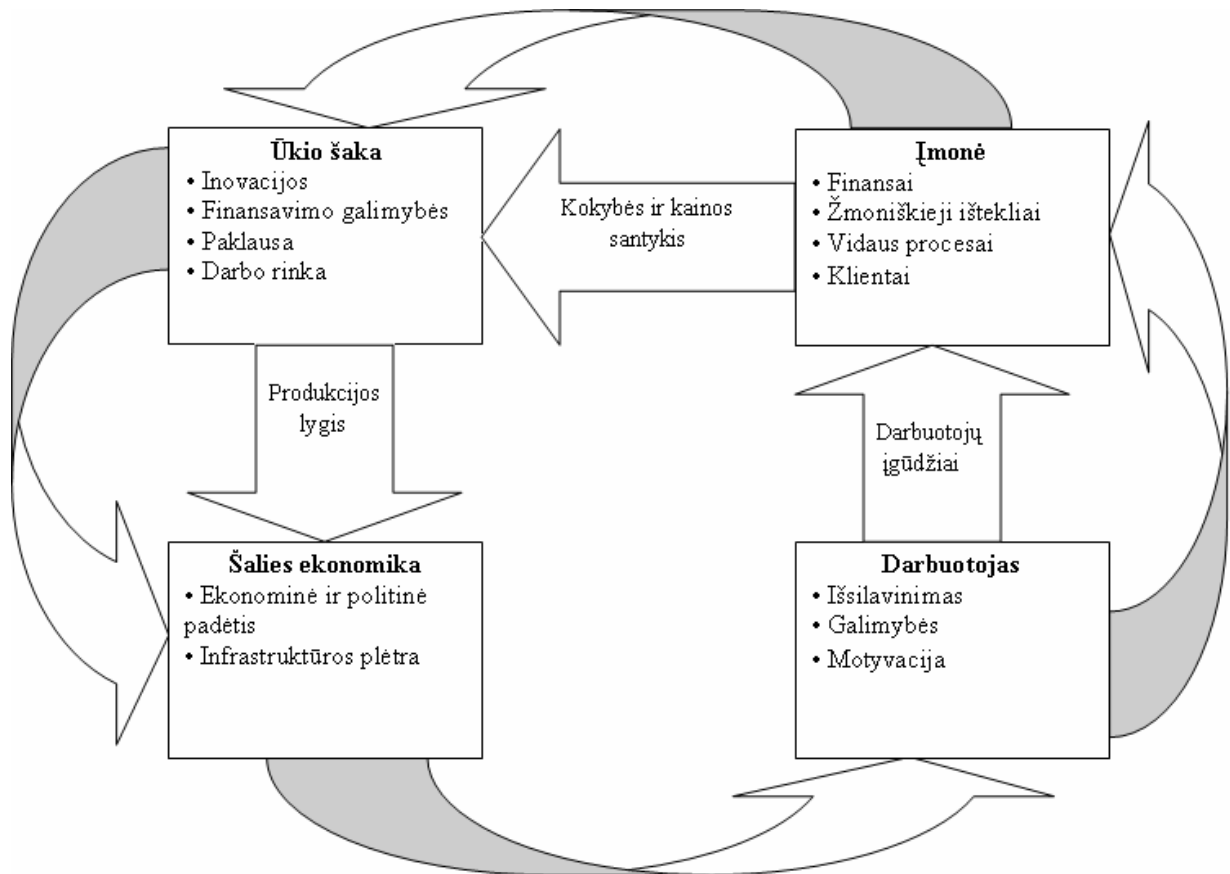 Ūkio šaka
• Inovacijos
• Finansavimo galimybės
• Paklausa
• Darbo rinka
Kokybės ir kainos
santykis
Įmonė
• Finansai
• Žmoniškieji ištekliai
• Vidaus procesai
• Klientai
Produkcijos
lygis
Darbuotojų
įgūdžiai
Šalies ekonomika
• Ekonominė ir politinė
padėtis
• Infrastruktūros plėtra
Darbuotojas
• Išsilavinimas
• Galimybės
• Motyvacija